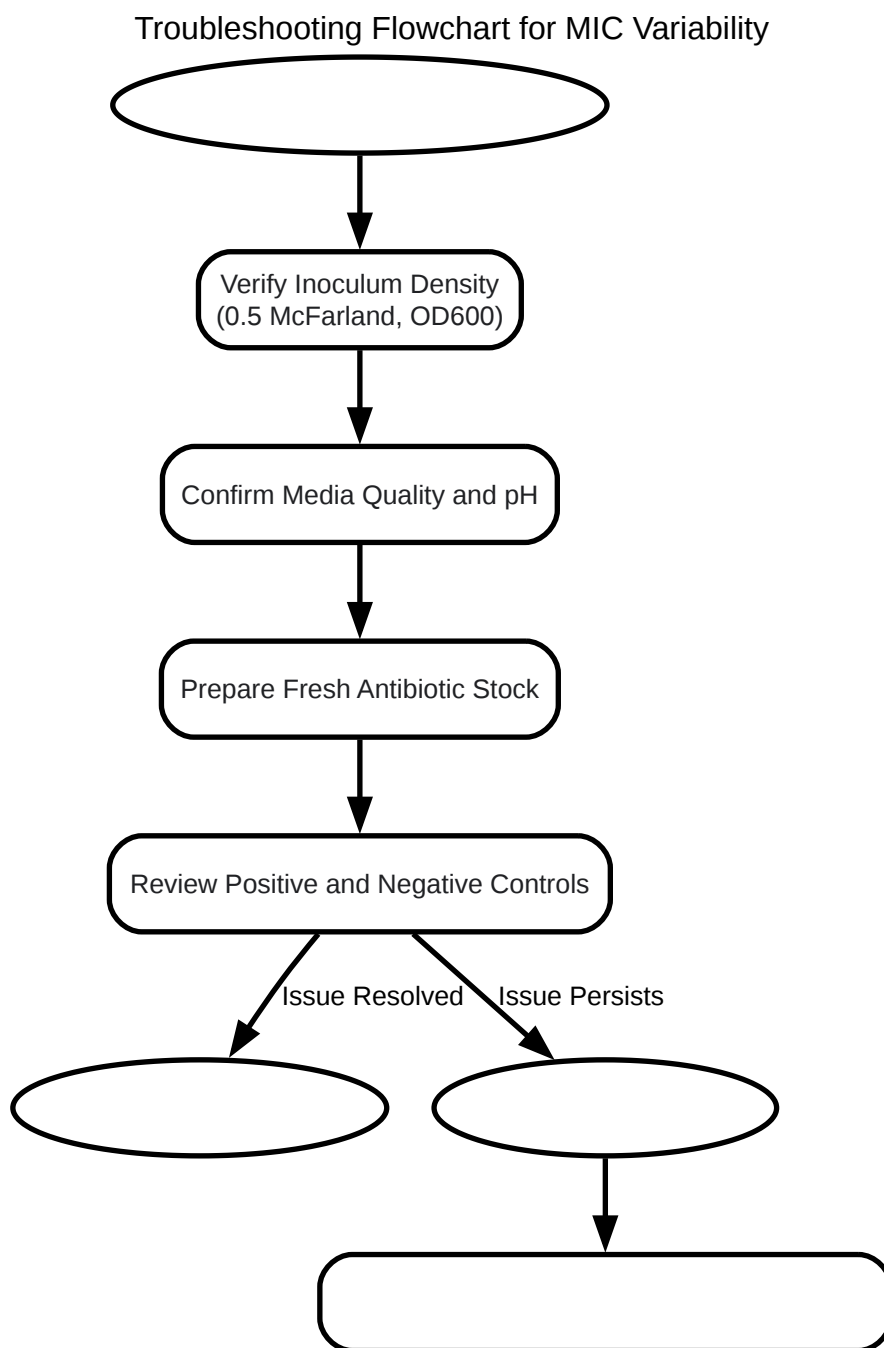 Troubleshooting Flowchart for MIC Variability
Verify Inoculum Density
(0.5 McFarland, OD600)
Confirm Media Quality and pH
Prepare Fresh Antibiotic Stock
Review Positive and Negative Controls
Issue Resolved
Issue Persists